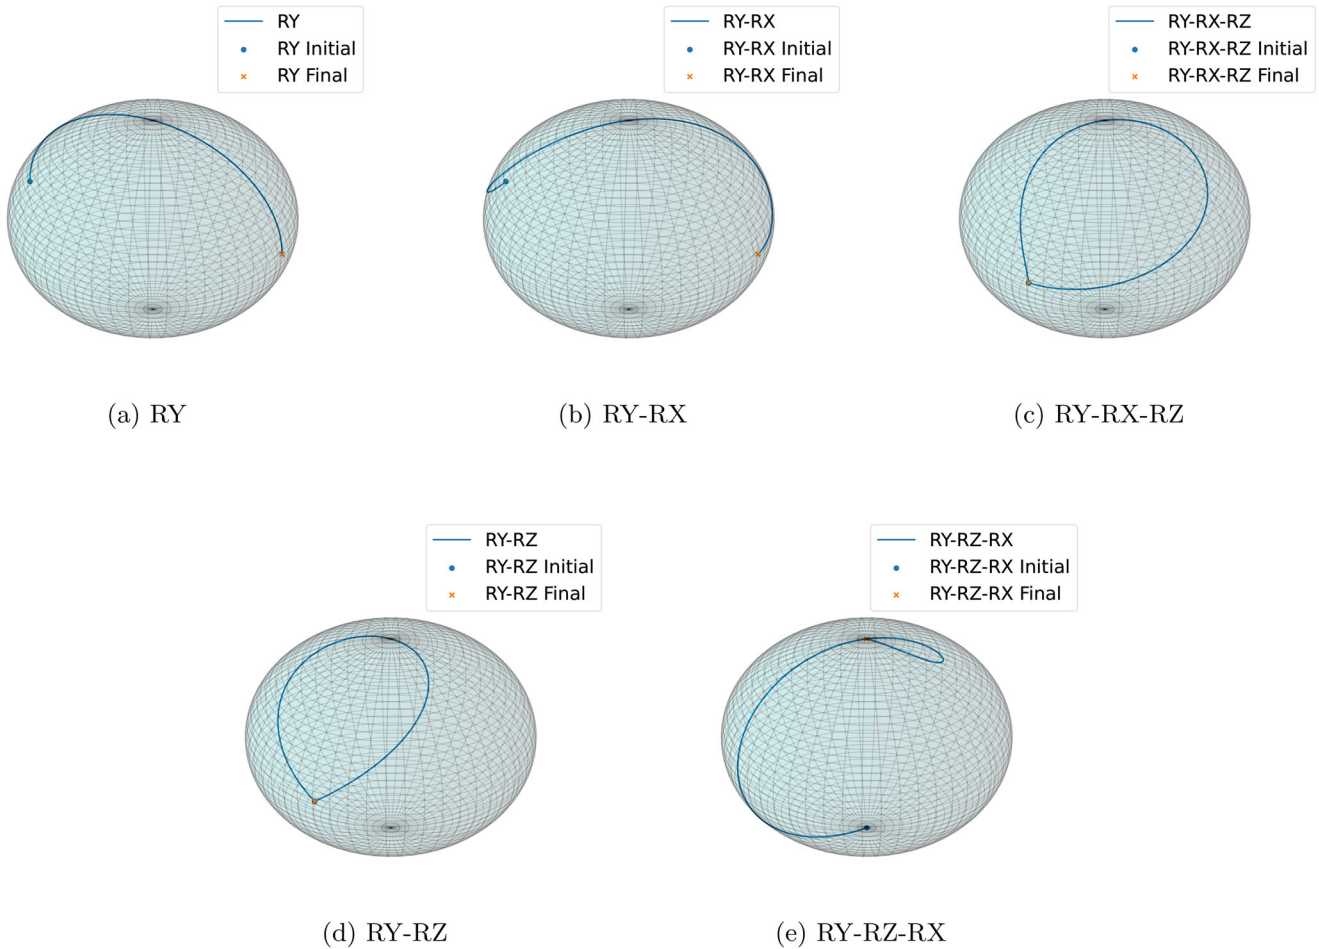 RY
RY Initial
RY Final
(a) RY
RY-RX
RY-RX Initial
RY-RX Final
(b) RY-RX
RY-RX-RZ
RY-RX-RZ Initial
RY-RX-RZ Final
(c) RY-RX-RZ
RY-RZ
RY-RZ Initial
RY-RZ Final
(d) RY-RZ
RY-RZ-RX
RY-RZ-RX Initial
RY-RZ-RX Final
(e) RY-RZ-RX